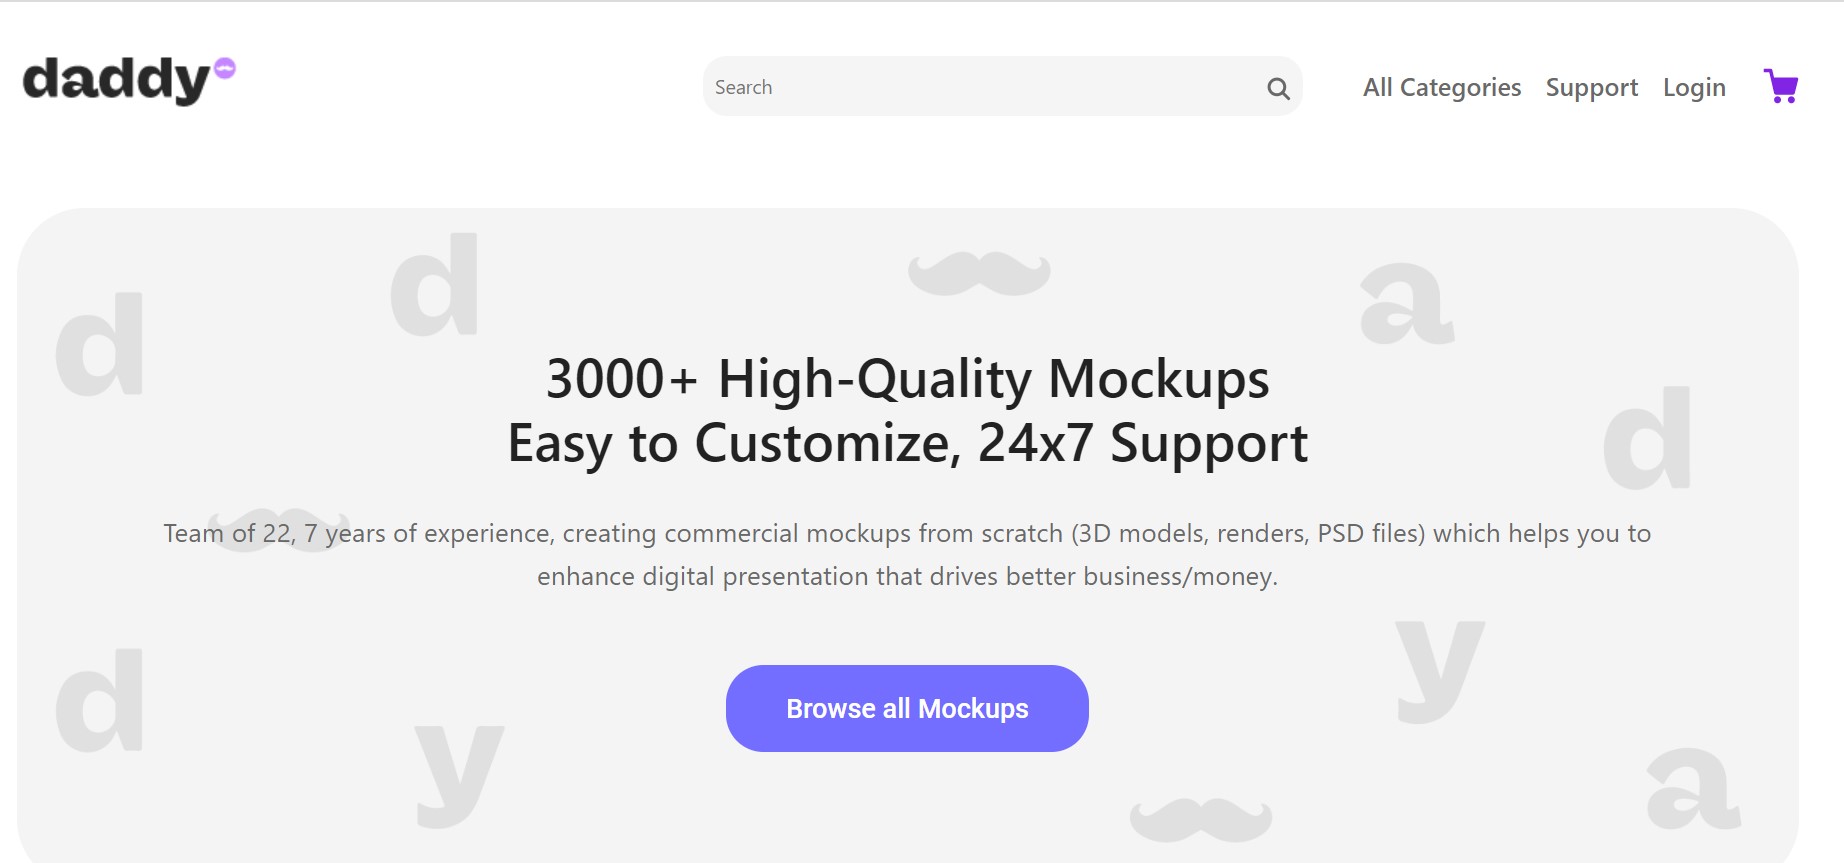 daddy
Search
All Categories Support Login
d
d
a
d
3000+ High-Quality Mockups
Easy to Customize, 24x7 Support
Team of 22, 7 years of experience, creating commercial mockups from scratch (3D models, renders, PSD files) which helps you to
enhance digital presentation that drives better business/money.
d
y
y
a
Browse all Mockups